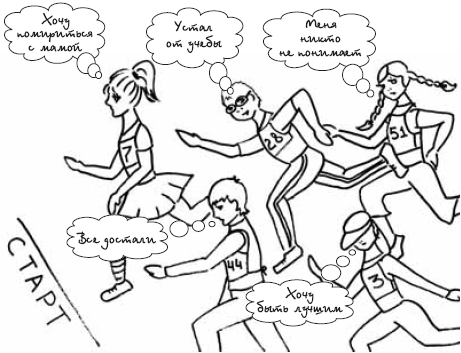 Хочу
помириться
с мамой
Устал
от учебы
Меня
никто
не понимает
7
28
51
Все достали
44
3
Хочу
быть лучшим
СТАРТ